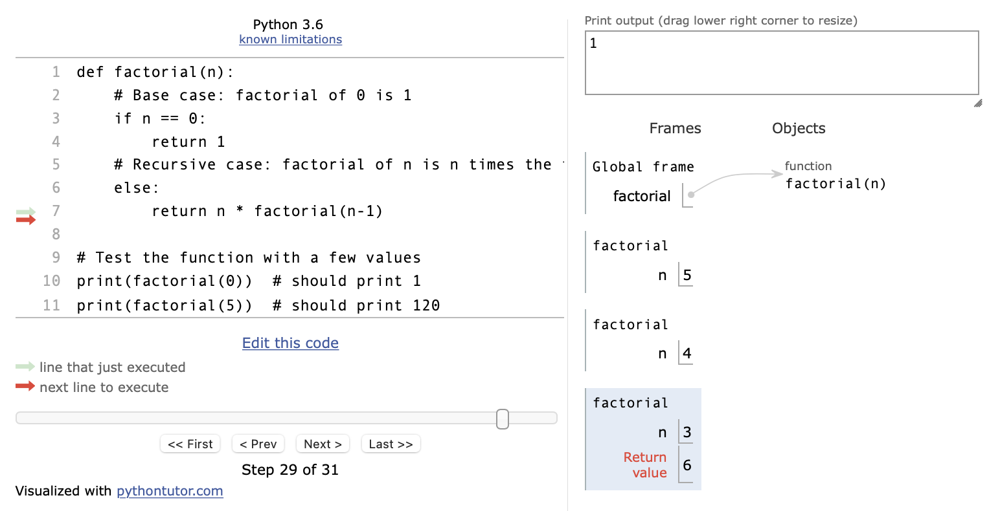 Python 3.6
known limitations
1 def factorial(n):
2     # Base case: factorial of 0 is 1
3     if n == 0:
4         return 1
5     # Recursive case: factorial of n is n times the
6     else:
7         return n * factorial(n-1)
8
9 # Test the function with a few values
10 print(factorial(0))  # should print 1
11 print(factorial(5))  # should print 120
Edit this code
line that just executed
next line to execute
<< First < Prev Next > Last >>
Step 29 of 31
Visualized with pythontutor.com
Print output (drag lower right corner to resize)
1
Frames Objects
Global frame
factorial
function
factorial(n)
factorial
n 5
factorial
n 4
factorial
n 3
Return
value 6